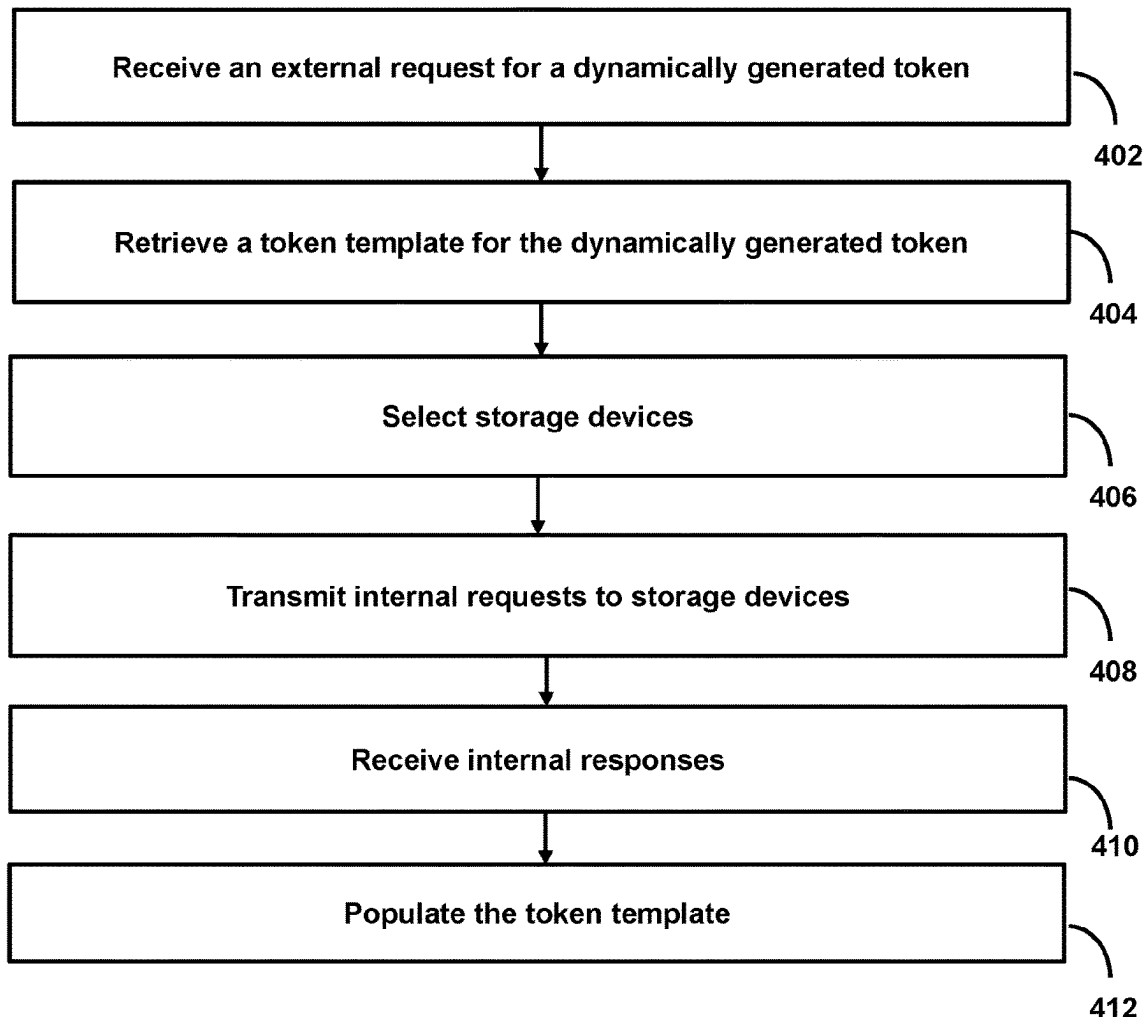 Receive an external request for a dynamically generated token
402
Retrieve a token template for the dynamically generated token
404
Select storage devices
406
Transmit internal requests to storage devices
408
Receive internal responses
410
Populate the token template
412